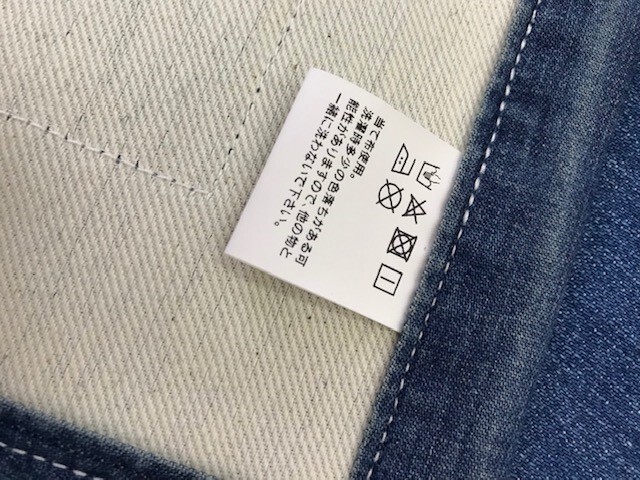 当て布使用。
洗濯時多少の色落ちがある可
能性がありますので、他の物と
一緒に洗わないで下さい。